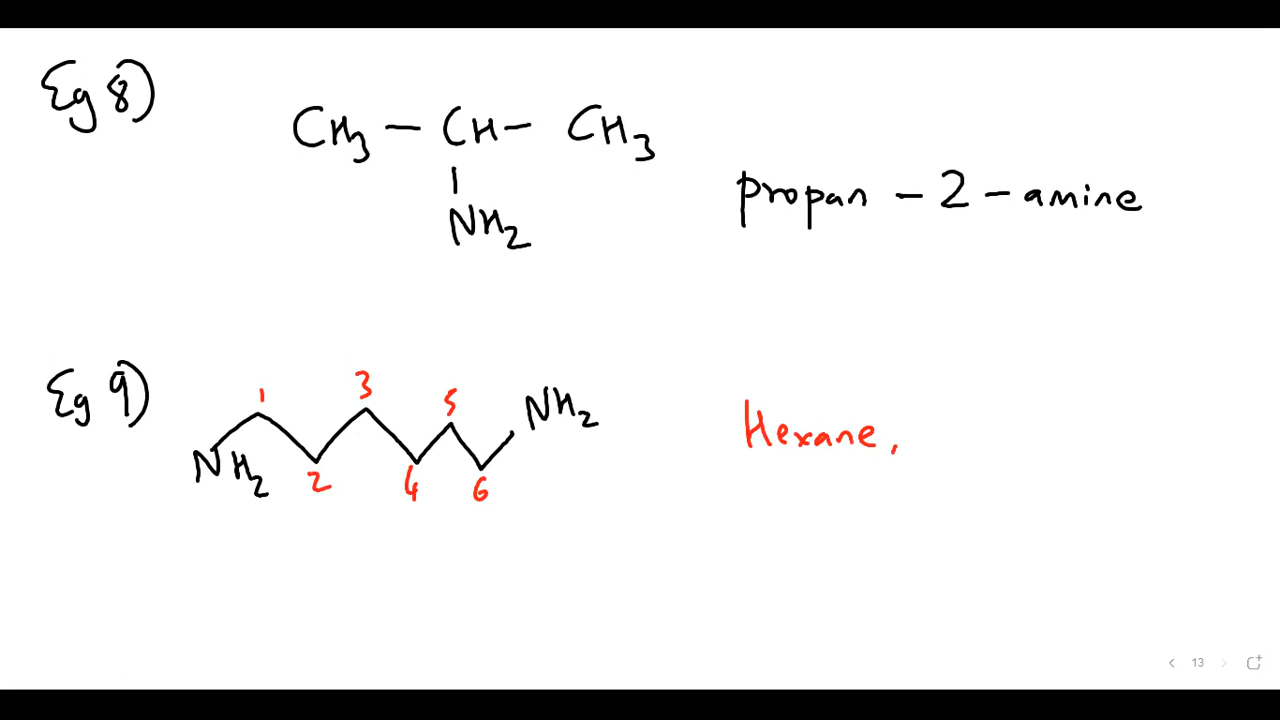 Eg 8)
CH3 – CH – CH3
|
NH2
propan – 2 – amine
Eg 9)
1 3 5 NH2
NH2 2 4 6
Hexane,
13